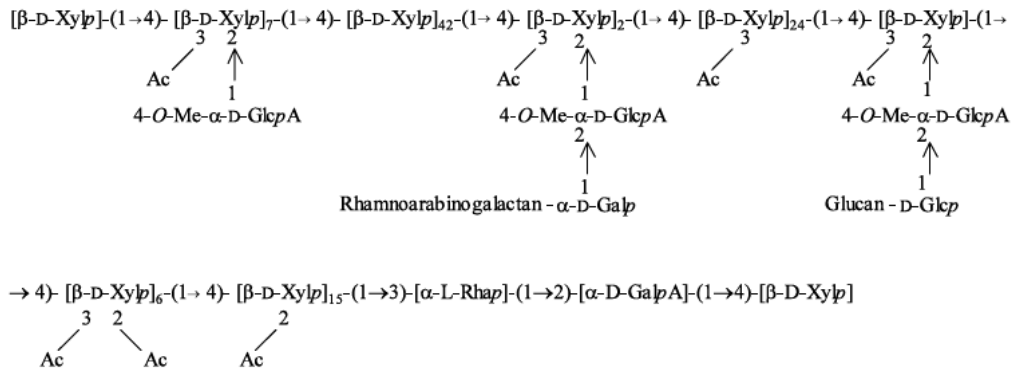 [β-D-Xylp]-(1→4)- [β-D-Xylp]7-(1→ 4)- [β-D-Xylp]42-(1→ 4)- [β-D-Xylp]2-(1→ 4)- [β-D-Xylp]24-(1→ 4)- [β-D-Xylp]-(1→
3 2 3 2 3 3 2
Ac Ac Ac Ac
1 1 1
4-O-Me-α-D-GlcpA 4-O-Me-α-D-GlcpA 4-O-Me-α-D-GlcpA
2 2
1 1
Rhamnoarabinogalactan - α-D-Galp Glucan - D-Glcp
→ 4)- [β-D-Xylp]6-(1→ 4)- [β-D-Xylp]15-(1→3)-[α-L-Rhap]-(1→2)-[α-D-GalpA]-(1→4)-[β-D-Xylp]
3 2 2
Ac Ac Ac